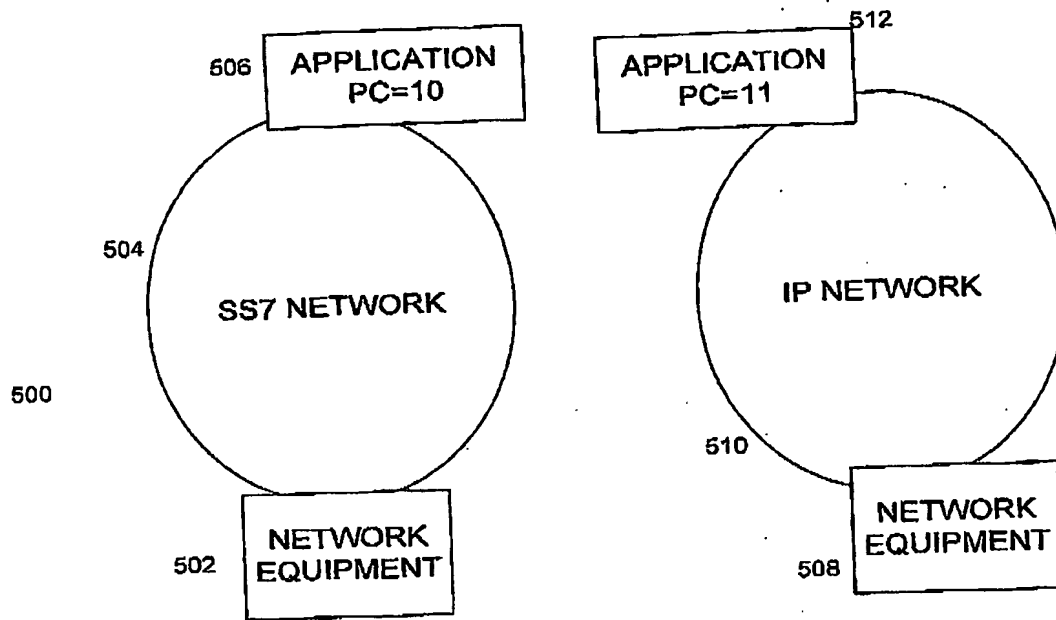 512
506
APPLICATION
PC=10
APPLICATION
PC=11
504
SS7 NETWORK
IP NETWORK
500
510
502
NETWORK
EQUIPMENT
508
NETWORK
EQUIPMENT